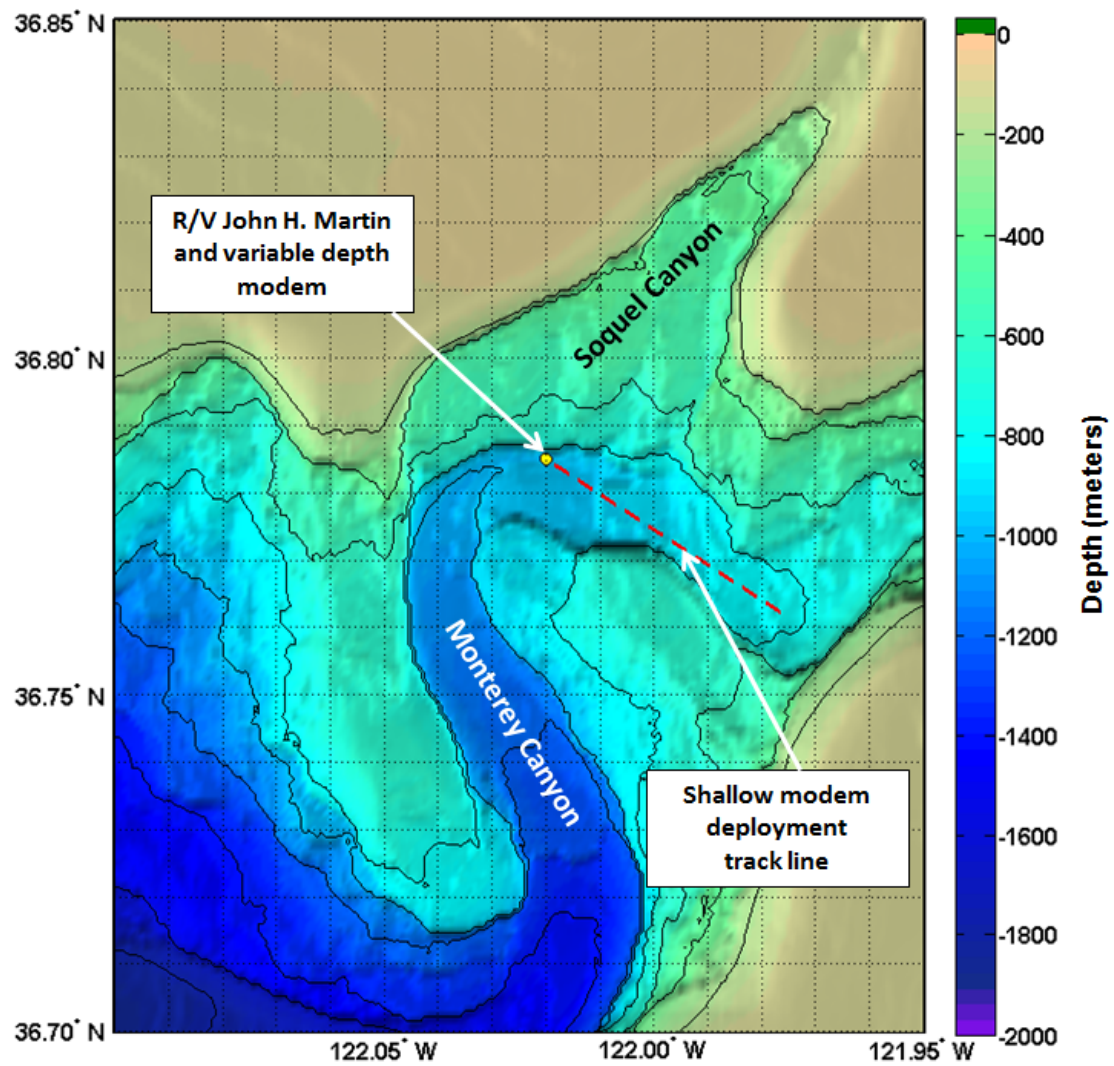 36.85° N
36.80° N
36.75° N
36.70° N
122.05° W
122.00° W
121.95° W
R/V John H. Martin
and variable depth
modem
Soquel Canyon
Monterey Canyon
Shallow modem
deployment
track line
0
-200
-400
-600
-800
-1000
-1200
-1400
-1600
-1800
-2000
Depth (meters)